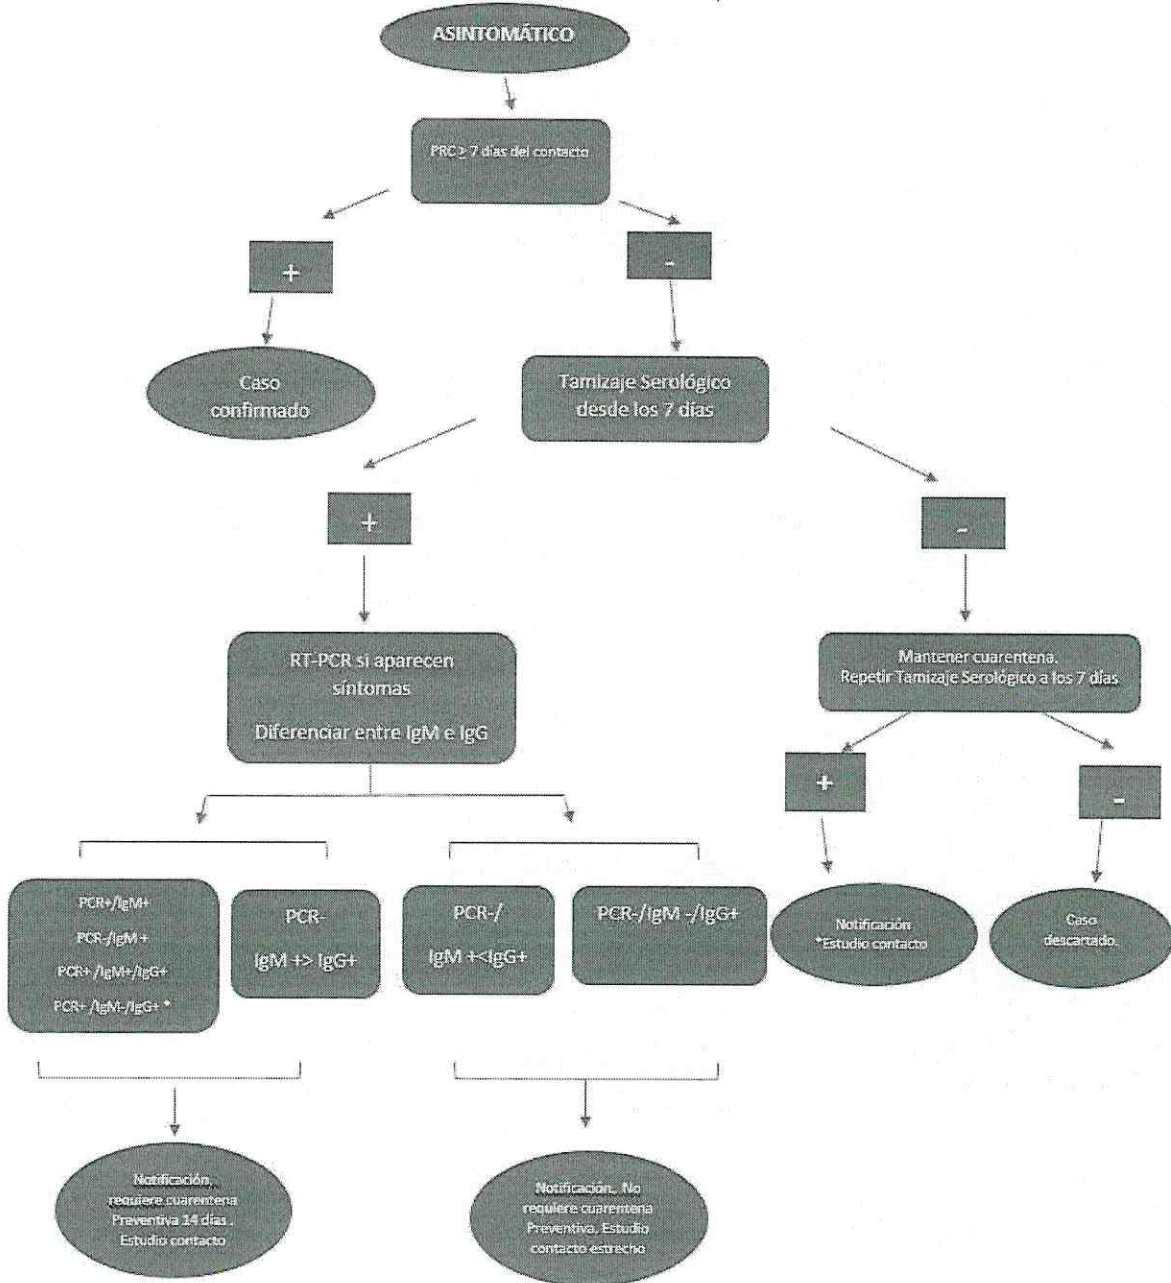 ASINTOMÁTICO
PRC ≥ 7 días del contacto
+
-
Caso
confirmado
Tamizaje Serológico
desde los 7 días
+
-
RT-PCR si aparecen
síntomas
Diferenciar entre IgM e IgG
Mantener cuarentena.
Repetir Tamizaje Serológico a los 7 días
+
-
PCR+/IgM+
PCR-/IgM +
PCR+ /IgM+/IgG+
PCR+ /IgM-/IgG+ *
PCR-
IgM +> IgG+
PCR-/
IgM +<IgG+
PCR-/IgM -/IgG+
Notificación
*Estudio contacto
Caso
descartado.
Notificación,
requiere cuarentena
Preventiva 14 días .
Estudio contacto
Notificación. No
requiere cuarentena
Preventiva. Estudio
contacto estrecho